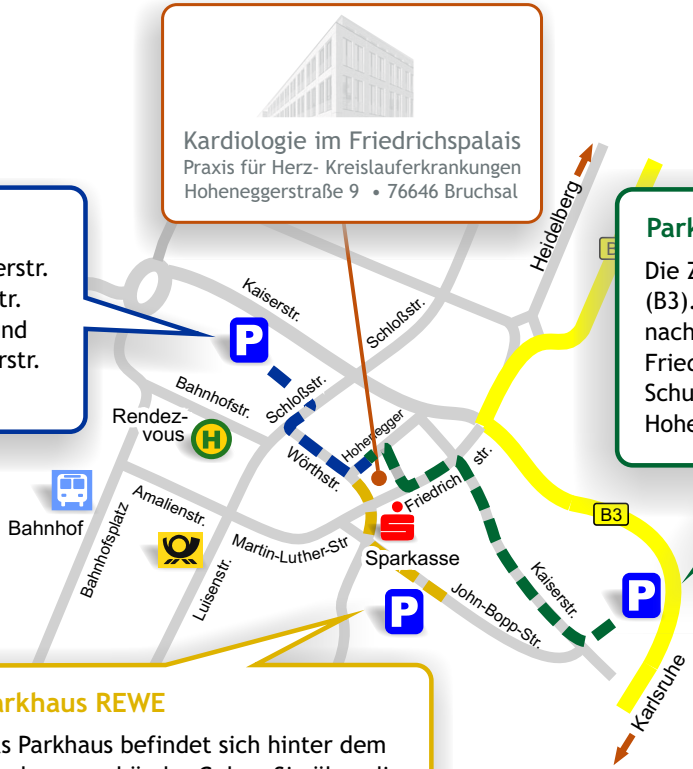 Kardiologie im Friedrichspalais
Praxis für Herz- Kreislauferkrankungen
Hoheneggerstraße 9 • 76646 Bruchsal
Heidelberg
B
Park
Die Z
(B3).
nach
Fried
Schu
Hohe
erstr.
tr.
nd
rstr.
Kaiserstr.
Schloßstr.
P
Bahnhofstr.
Schloßstr.
Rendez-
vous
H
Hohenegger
Wörthstr.
str.
Friedrich
Bahnhof
Amalienstr.
Bahnhofsplatz
Martin-Luther-Str
Luisenstr.
Sparkasse
B3
P
John-Bopp-Str.
Kaiserstr.
P
Karlsruhe
arkhaus REWE
s Parkhaus befindet sich hinter dem